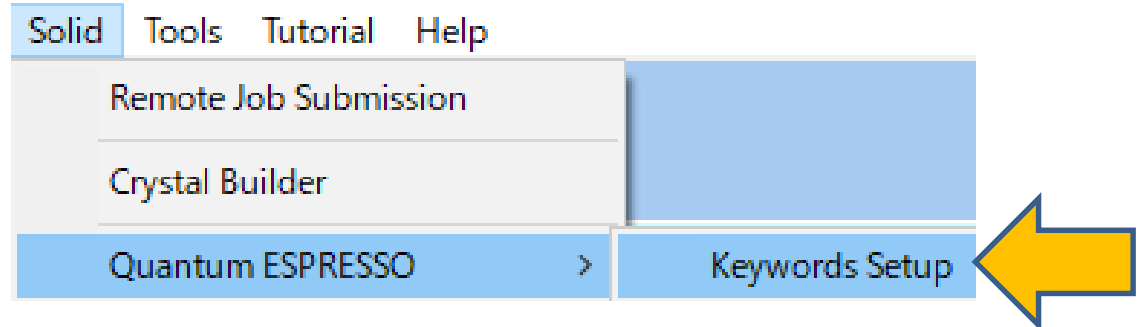 Solid Tools Tutorial Help
Remote Job Submission
Crystal Builder
Quantum ESPRESSO > Keywords Setup